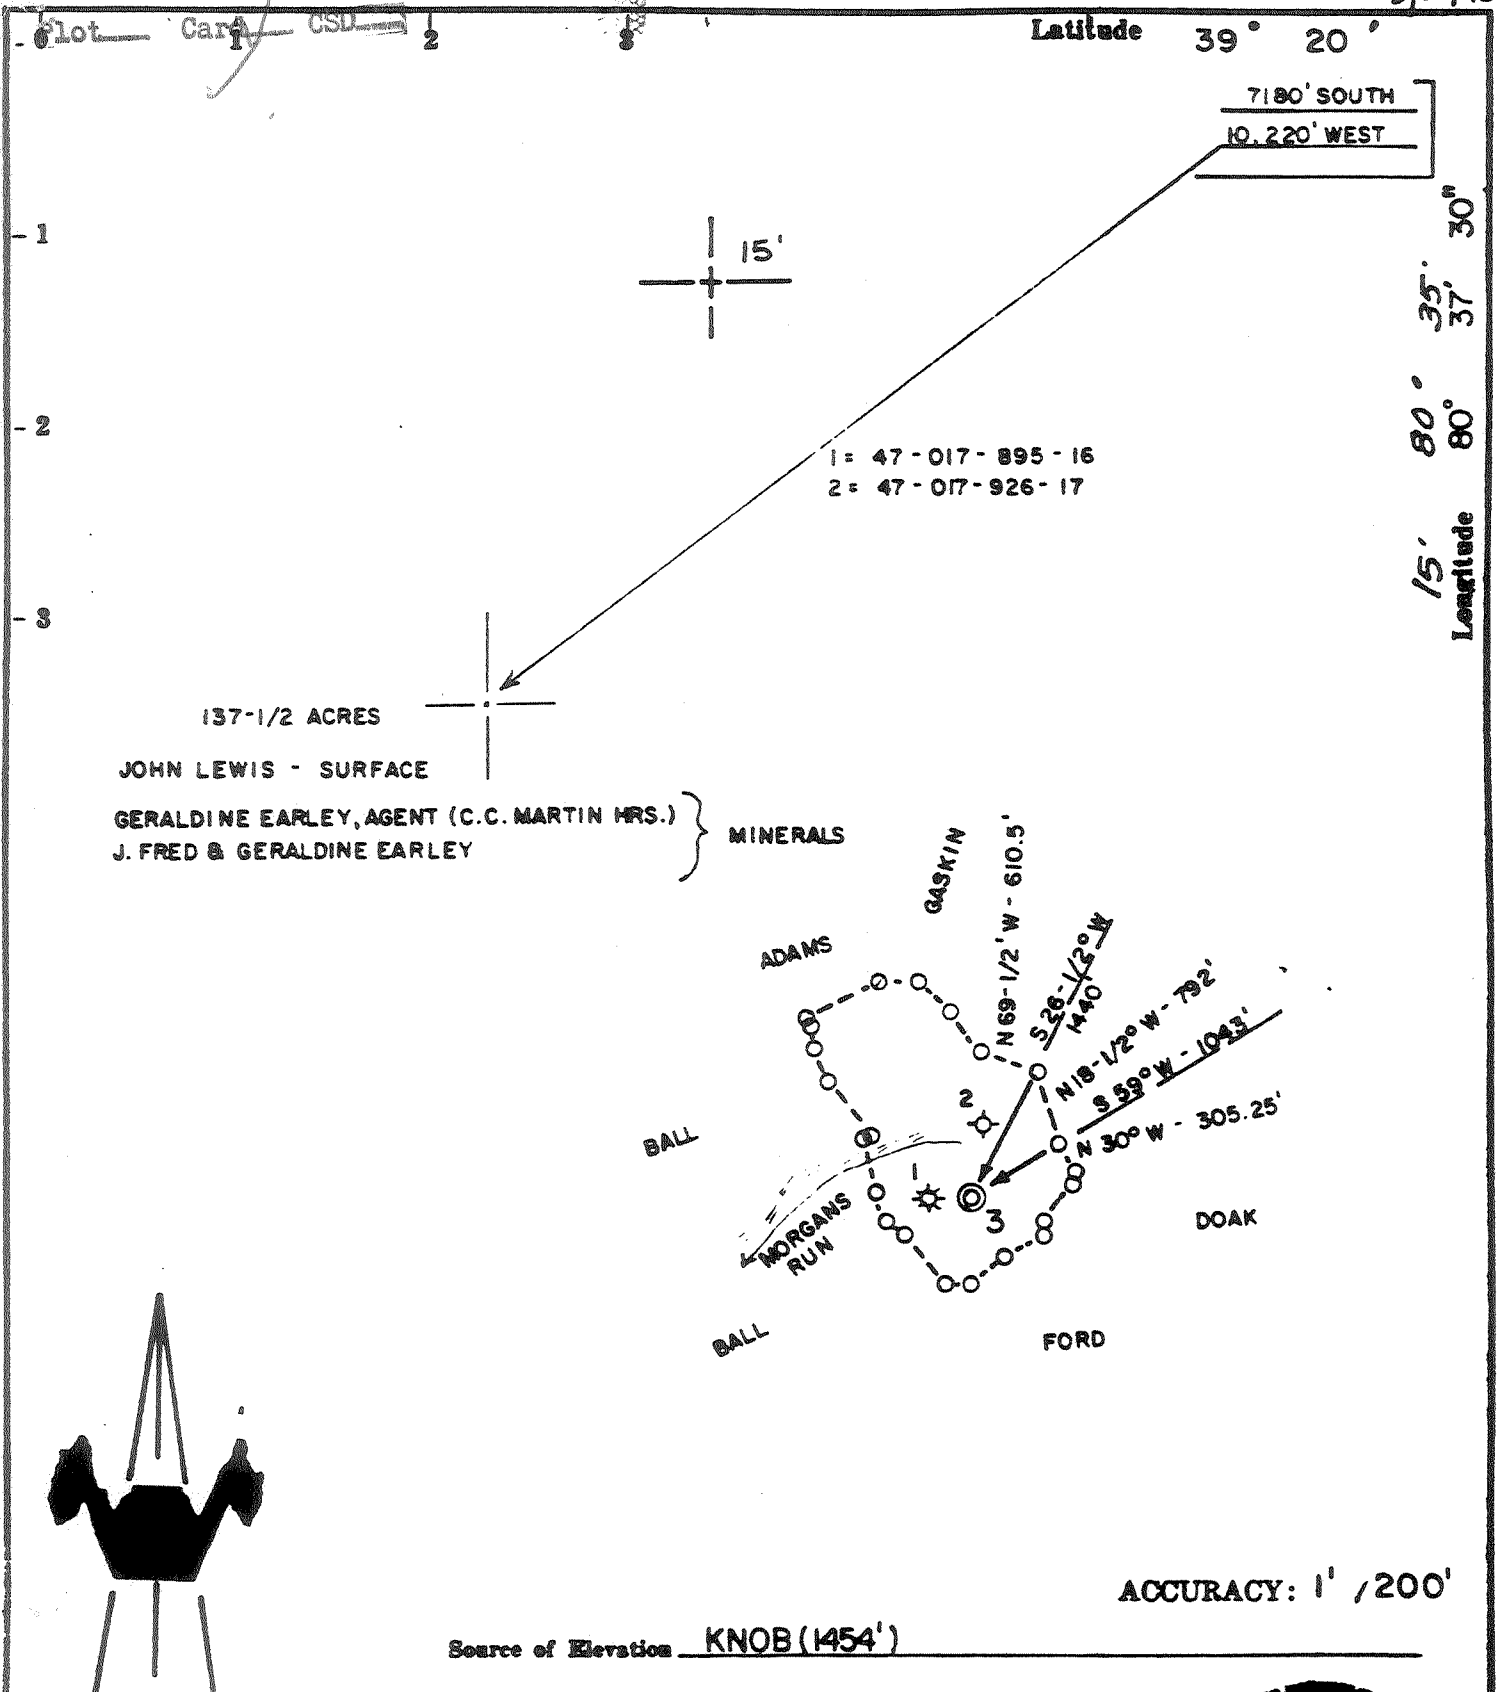 Plot Card CSD
0 1 2 3
Latitude 39° 20'
7180' SOUTH
10,220' WEST
- 1
15'
30"
35'
37'
80°
80°
15'
Longitude
- 2
1 = 47 - 017 - 895 - 16
2 = 47 - 017 - 926 - 17
- 3
137-1/2 ACRES
JOHN LEWIS - SURFACE
GERALDINE EARLEY, AGENT (C.C. MARTIN HRS.)
J. FRED & GERALDINE EARLEY
MINERALS
GASKIN
N 69-1/2' W - 610.5'
ADAMS
S 26-1/2° W
1440'
N 18-1/2° W - 792'
S 59° W - 1043'
N 30° W - 305.25'
2
BALL
1
3
MORGANS
RUN
DOAK
BALL
FORD
ACCURACY: 1' / 200'
Source of Elevation KNOB (1454')